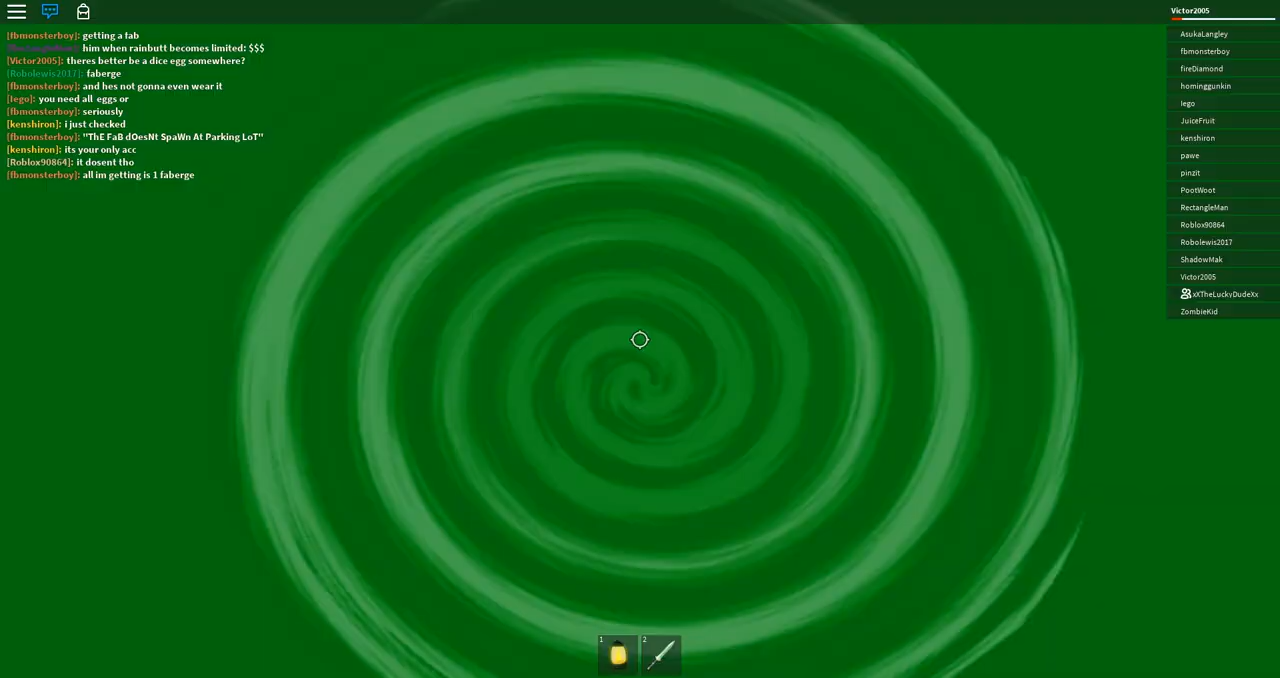 Victor2005
[fbmonsterboy]: getting a fab
him when rainbutt becomes limited: $$$
[Victor2005]: theres better be a dice egg somewhere?
[Robolewis2017]: faberge
[fbmonsterboy]: and hes not gonna even wear it
[lego]: you need all eggs or
[fbmonsterboy]: seriously
[kenshiron]: i just checked
[fbmonsterboy]: "ThE FaB dOesNt SpaWn At Parking LoT"
[kenshiron]: its your only acc
[Roblox90864]: it dosent tho
[fbmonsterboy]: all im getting is 1 faberge
AsukaLangley
fbmonsterboy
fireDiamond
hominggunkin
lego
JuiceFruit
kenshiron
pawe
pinzit
PootWoot
RectangleMan
Roblox90864
Robolewis2017
ShadowMak
Victor2005
xXTheLuckyDudeXx
ZombieKid
1
2